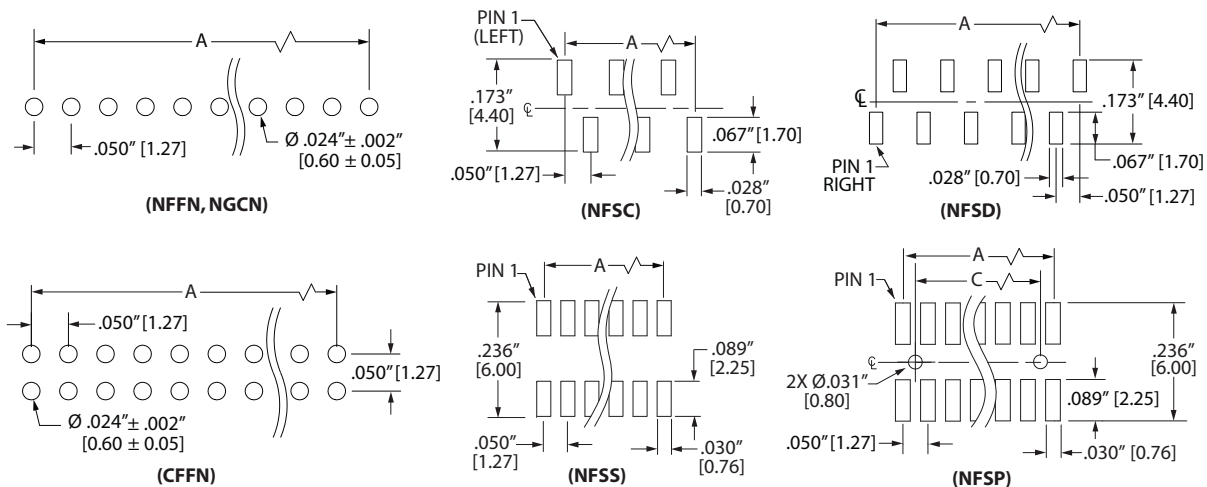 A
.050” [1.27]
Ø .024”± .002”
[0.60 ± 0.05]
(NFFN, NGCN)
PIN 1
(LEFT)
A
.173”
[4.40]
℄
.067” [1.70]
.050” [1.27]
.028”
[0.70]
(NFSC)
A
℄
.173” [4.40]
PIN 1
RIGHT
.067” [1.70]
.028” [0.70]
.050” [1.27]
(NFSD)
A
.050” [1.27]
.050” [1.27]
Ø .024”± .002”
[0.60 ± 0.05]
(CFFN)
PIN 1
A
.236”
[6.00]
.089”
[2.25]
.050”
[1.27]
.030”
[0.76]
(NFSS)
A
PIN 1
C
℄
2X Ø.031”
[0.80]
.236”
[6.00]
.089” [2.25]
.050” [1.27]
.030” [0.76]
(NFSP)